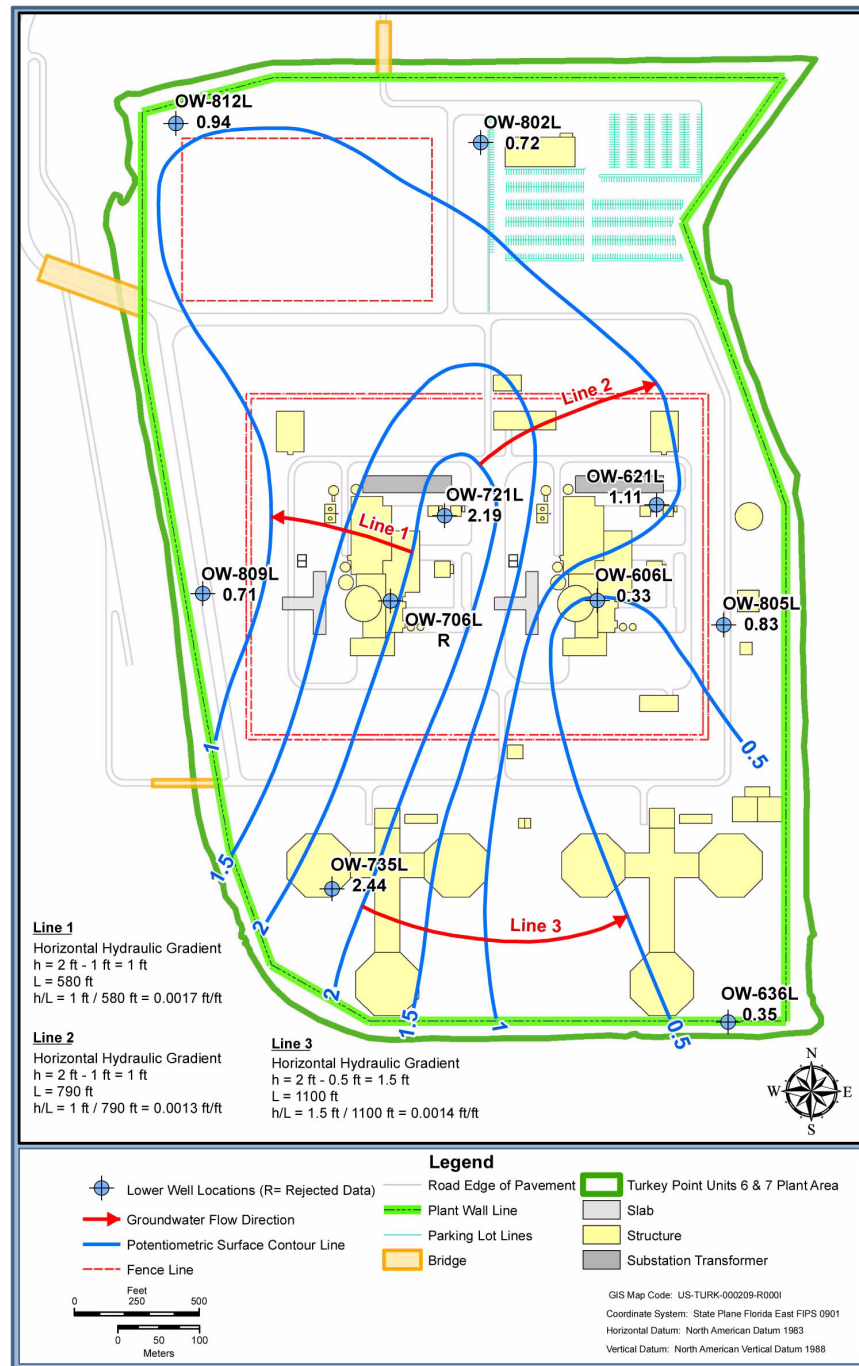 OW-812L
0.94
OW-802L
0.72
Line 2
OW-721L
2.19
OW-621L
1.11
Line 1
OW-809L
0.71
OW-706L
R
OW-606L
0.33
OW-805L
0.83
1
0.5
1.5
OW-735L
2.44
2
Line 3
2
1.5
1
0.5
OW-636L
0.35
Line 1
Horizontal Hydraulic Gradient
h = 2 ft - 1 ft = 1 ft
L = 580 ft
h/L = 1 ft / 580 ft = 0.0017 ft/ft
Line 2
Horizontal Hydraulic Gradient
h = 2 ft - 1 ft = 1 ft
L = 790 ft
h/L = 1 ft / 790 ft = 0.0013 ft/ft
Line 3
Horizontal Hydraulic Gradient
h = 2 ft - 0.5 ft = 1.5 ft
L = 1100 ft
h/L = 1.5 ft / 1100 ft = 0.0014 ft/ft
N
W E
S
Legend
Lower Well Locations (R= Rejected Data)
Groundwater Flow Direction
Potentiometric Surface Contour Line
Fence Line
Road Edge of Pavement
Plant Wall Line
Parking Lot Lines
Bridge
Turkey Point Units 6 & 7 Plant Area
Slab
Structure
Substation Transformer
Feet
0 250 500
0 50 100
Meters
GIS Map Code: US-TURK-000209-R000I
Coordinate System: State Plane Florida East FIPS 0901
Horizontal Datum: North American Datum 1983
Vertical Datum: North American Vertical Datum 1988